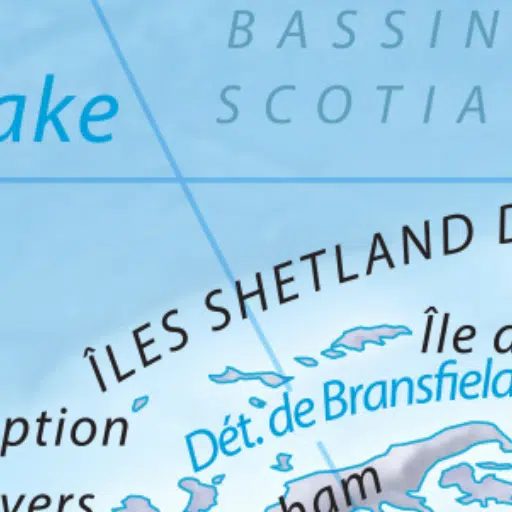 BASSIN
SCOTIA
ake
ÎLES SHETLAND D
Île d
Dét. de Bransfield
ption
vers
ham